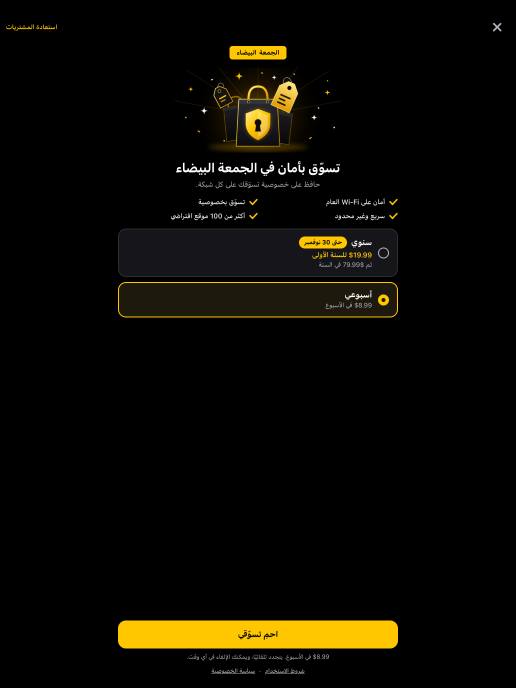 استعادة المشتريات
الجمعة البيضاء
تسوّق بأمان في الجمعة البيضاء
حافظ على خصوصية تسوّقك على كل شبكة.
أمان على Wi-Fi العام
تسوّق بخصوصية
سريع وغير محدود
أكثر من 100 موقع افتراضي
سنوي
حتى 30 نوفمبر
$19.99 للسنة الأولى
ثم $79.99 في السنة
أسبوعي
$8.99 في الأسبوع
احمِ تسوّقي
$8.99 في الأسبوع. يتجدد تلقائيًا، ويمكنك الإلغاء في أي وقت.
شروط الاستخدام · سياسة الخصوصية